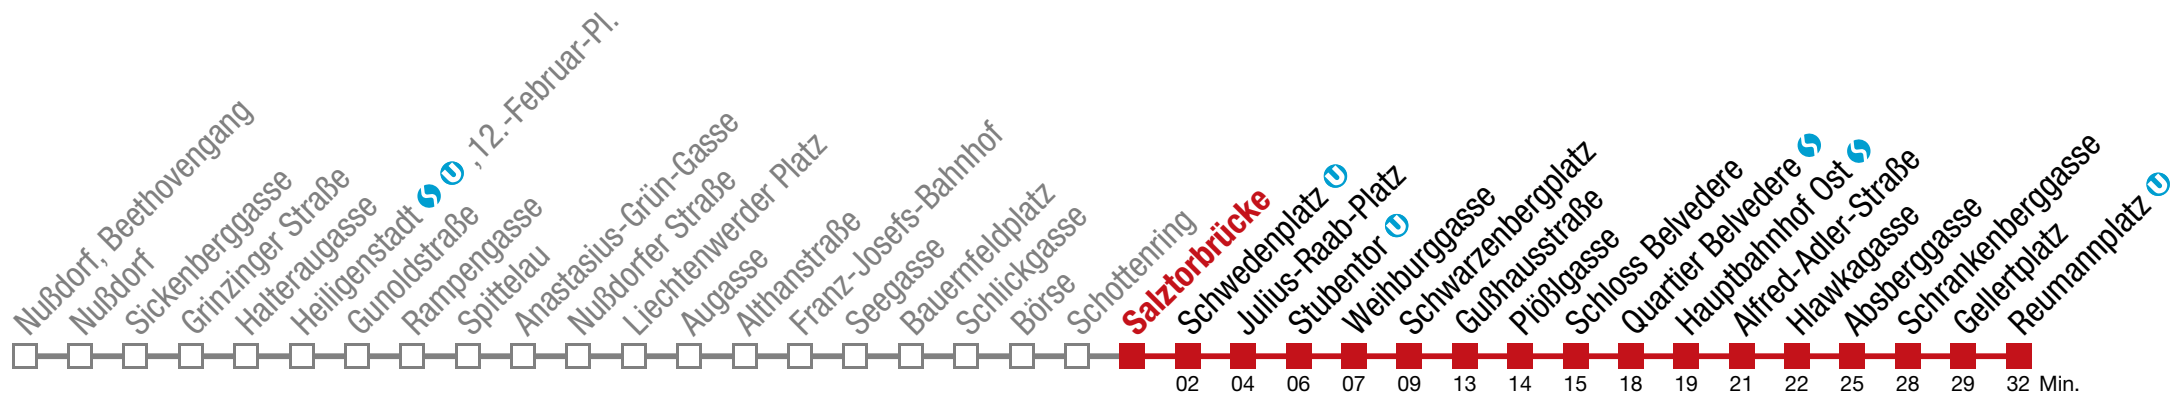 Nußdorf, Beethovengang
Nußdorf
Sickenberggasse
Grinzinger Straße
Halteraugasse
Heiligenstadt S U, 12.-Februar-Pl.
Gunoldstraße
Rampengasse
Spittelau
Anastasius-Grün-Gasse
Nußdorfer Straße
Liechtenwerder Platz
Augasse
Althanstraße
Franz-Josefs-Bahnhof
Seegasse
Bauernfeldplatz
Schlickgasse
Börse
Schottenring
Salztorbrücke
Schwedenplatz U
Julius-Raab-Platz
Stubentor U
Weihburggasse
Schwarzenbergplatz
Gußhausstraße
Plößlgasse
Schloss Belvedere
Quartier Belvedere S
Hauptbahnhof Ost S
Alfred-Adler-Straße
Hlawkagasse
Absberggasse
Schrankenberggasse
Gellertplatz
Reumannplatz U
02 04 06 07 09 13 14 15 18 19 21 22 25 28 29 32 Min.